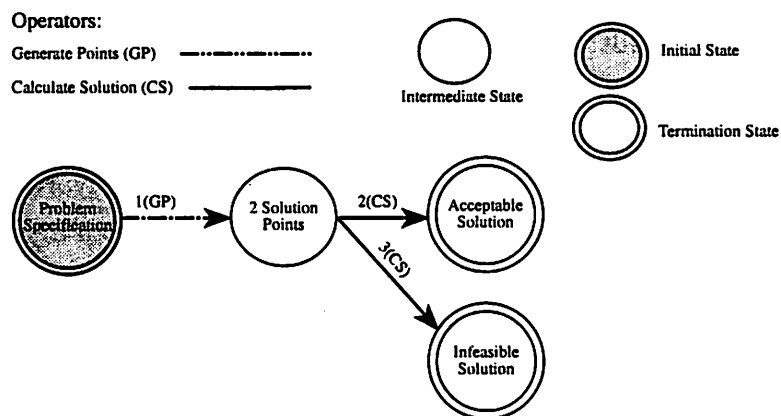 Operators:
Generate Points (GP)
Calculate Solution (CS)
Intermediate State
Initial State
Termination State
Problem
Specification
1(GP)
2 Solution
Points
2(CS)
Acceptable
Solution
3(CS)
Infeasible
Solution